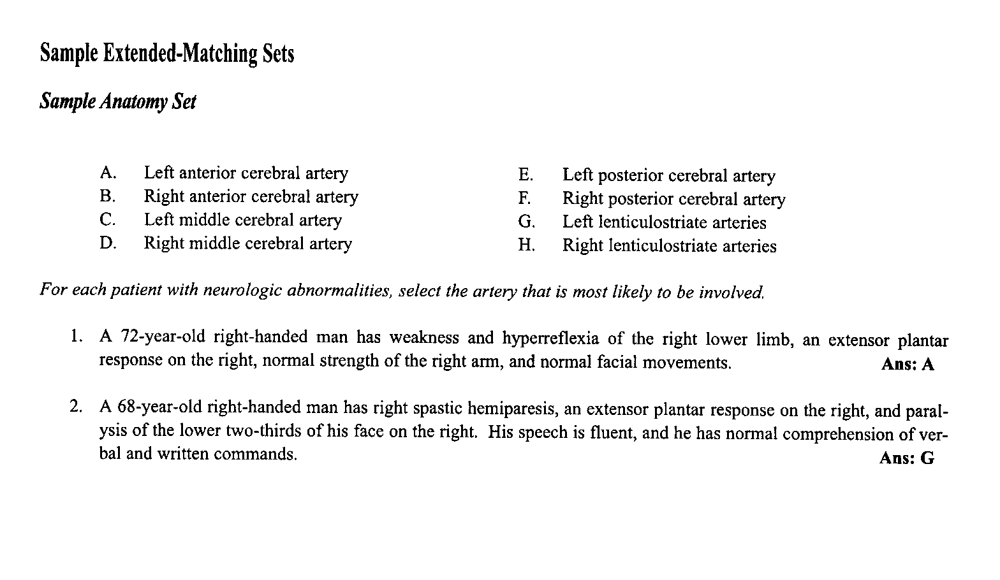 Sample Extended-Matching Sets
Sample Anatomy Set
A. Left anterior cerebral artery
B. Right anterior cerebral artery
C. Left middle cerebral artery
D. Right middle cerebral artery
E. Left posterior cerebral artery
F. Right posterior cerebral artery
G. Left lenticulostriate arteries
H. Right lenticulostriate arteries
For each patient with neurologic abnormalities, select the artery that is most likely to be involved.
1. A 72-year-old right-handed man has weakness and hyperreflexia of the right lower limb, an extensor plantar
response on the right, normal strength of the right arm, and normal facial movements. Ans: A
2. A 68-year-old right-handed man has right spastic hemiparesis, an extensor plantar response on the right, and paral-
ysis of the lower two-thirds of his face on the right. His speech is fluent, and he has normal comprehension of ver-
bal and written commands. Ans: G